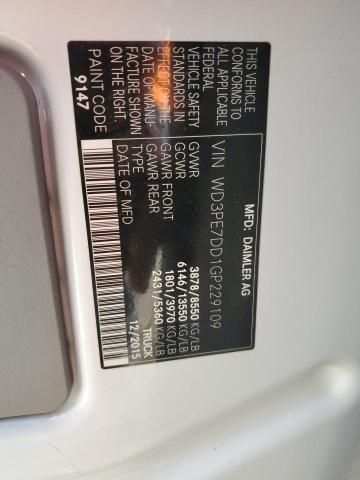 MFD. BY DAIMLER AG
VIN WD3PE7DD1GP229109
GVWR 3878/8550 KG/LB
GCWR 6146/13550 KG/LB
GAWR FRONT 1801/3970 KG/LB
GAWR REAR 2431/5360 KG/LB
TYPE TRUCK
DATE OF MFD 12/2015
THIS VEHICLE
CONFORMS TO
ALL APPLICABLE
FEDERAL
VEHICLE SAFETY
STANDARDS IN
EFFECT ON THE
DATE OF MANU-
FACTURE SHOWN
ON THE RIGHT.
PAINT CODE
9147